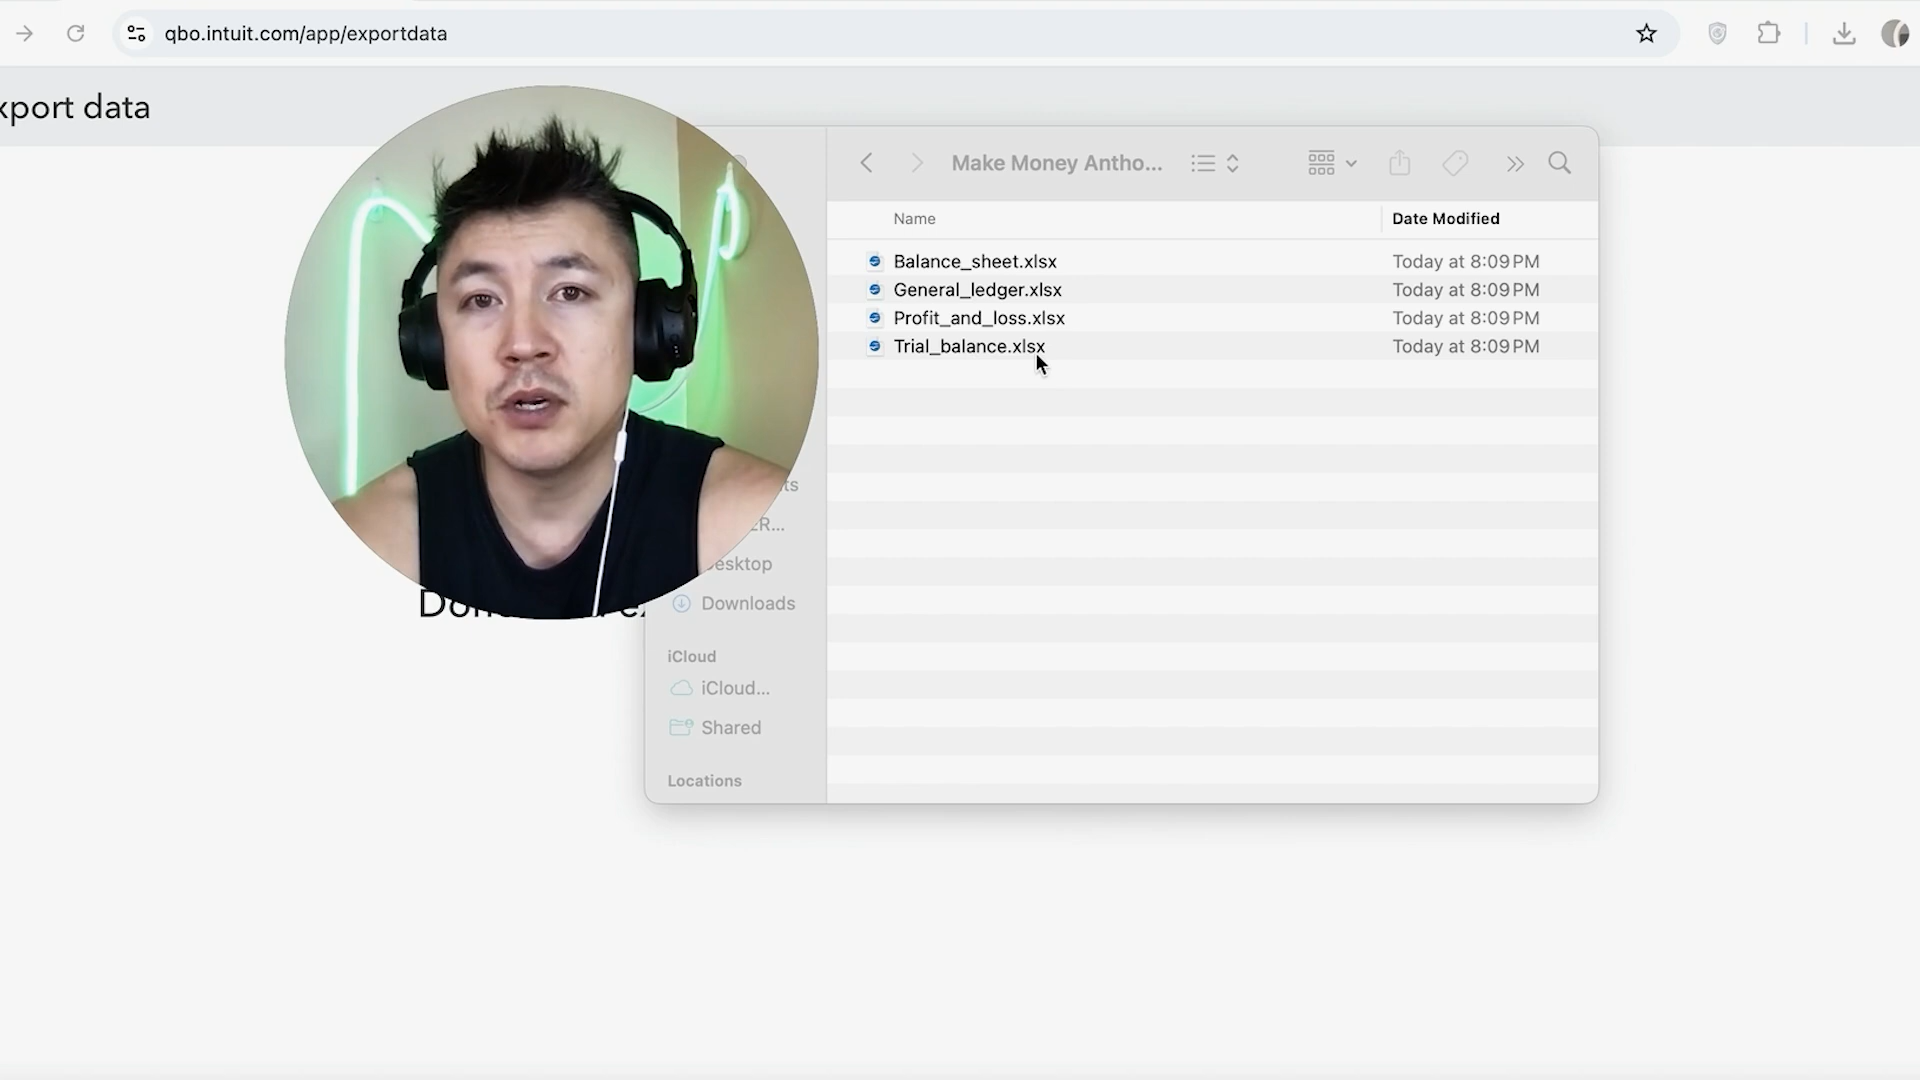 qbo.intuit.com/app/exportdata
xport data
Make Money Antho...
Name
Date Modified
Balance_sheet.xlsx
Today at 8:09 PM
General_ledger.xlsx
Today at 8:09 PM
Profit_and_loss.xlsx
Today at 8:09 PM
Trial_balance.xlsx
Today at 8:09 PM
esktop
Downloads
iCloud
iCloud...
Shared
Locations